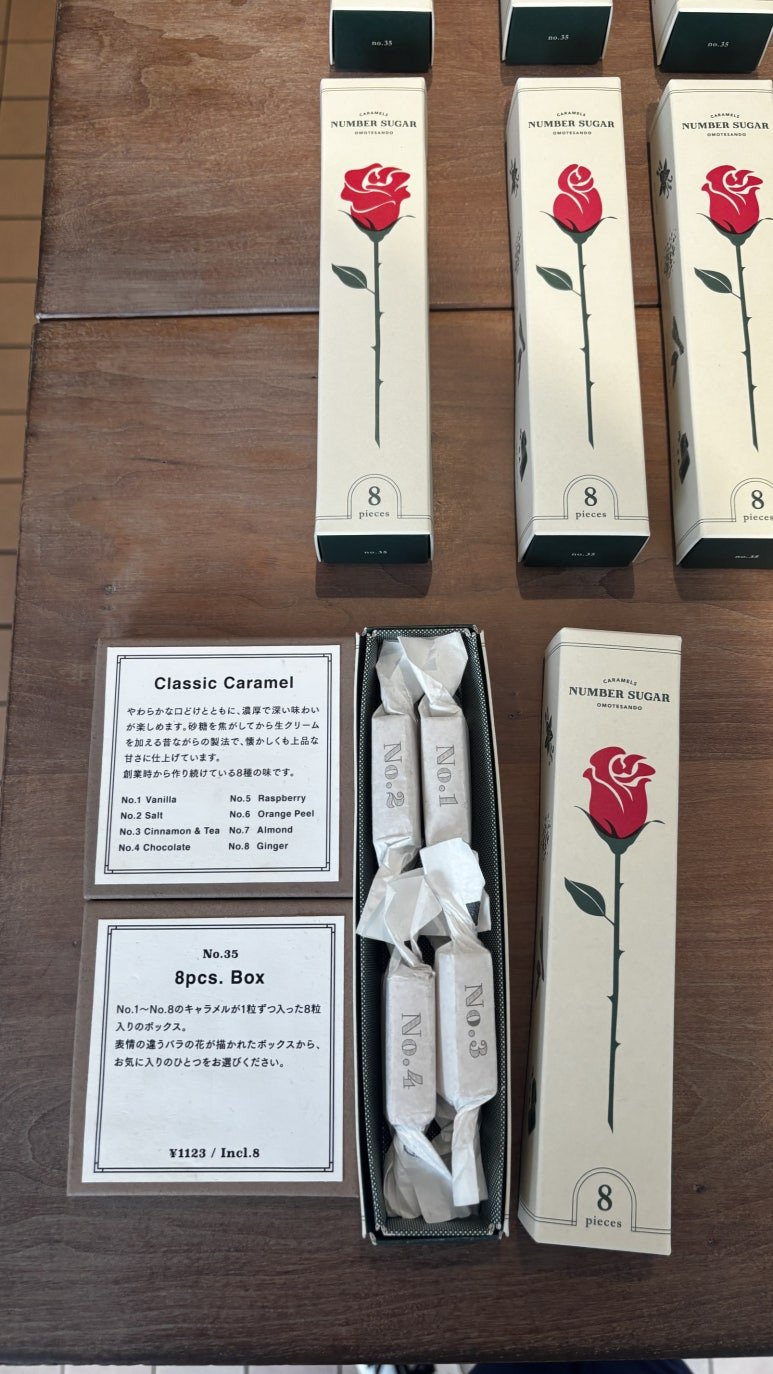 no.35
no.35
no.35
CARAMELS
NUMBER SUGAR
OMOTESANDO
8
pieces
no.35
CARAMELS
NUMBER SUGAR
OMOTESANDO
8
pieces
no.35
CARAMELS
NUMBER SUGAR
OMOTESANDO
8
pieces
no.35
Classic Caramel
やわらかな口どけとともに、濃厚で深い味わい
が楽しめます。砂糖を焦がしてから生クリーム
を加える昔ながらの製法で、懐かしくも上品な
甘さに仕上げています。
創業時から作り続けている8種の味です。
No.1 Vanilla
No.2 Salt
No.3 Cinnamon & Tea
No.4 Chocolate
No.5 Raspberry
No.6 Orange Peel
No.7 Almond
No.8 Ginger
No.35
8pcs. Box
No.1〜No.8のキャラメルが1粒ずつ入った8粒
入りのボックス。
表情の違うバラの花が描かれたボックスから、
お気に入りのひとつをお選びください。
¥1123 / Incl.8
No.2
No.1
No.4
No.3
CARAMELS
NUMBER SUGAR
OMOTESANDO
8
pieces